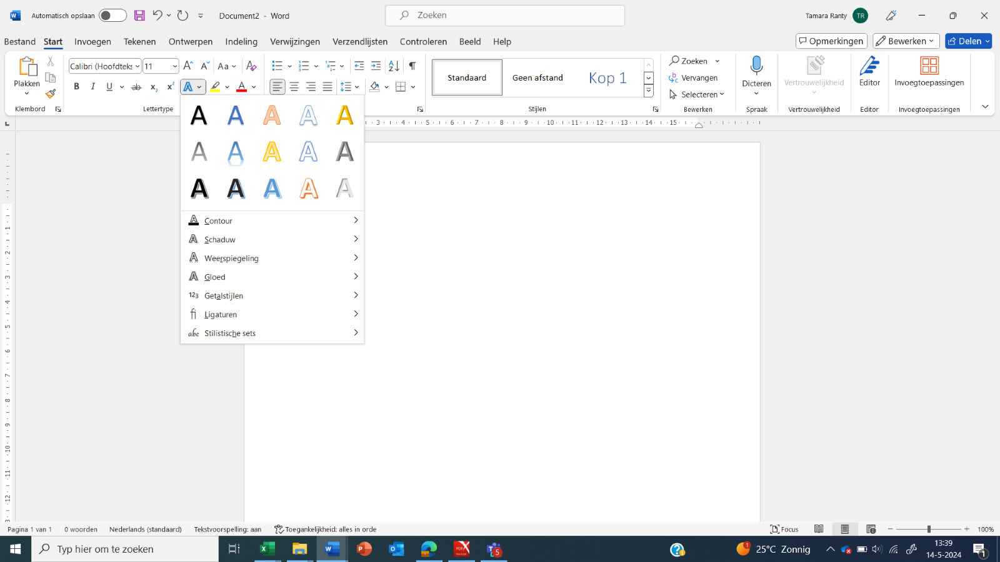 Automatisch opslaan
Document2 - Word
Zoeken
Tamara Ranty TR
Bestand Start Invoegen Tekenen Ontwerpen Indeling Verwijzingen Verzendlijsten Controleren Beeld Help
Opmerkingen Bewerken Delen
Plakken
Klembord
Calibri (Hoofdteks 11
Lettertype
Standaard
Geen afstand
Kop 1
Stijlen
Zoeken
Vervangen
Selecteren
Bewerken
Dicteren
Spraak
Vertrouwelijkheid
Vertrouwelijkheid
Editor
Editor
Invoegtoepassingen
Invoegtoepassingen
3 4 5 6 7 8 9 10 11 12 13 14 15
Contour
Schaduw
Weerspiegeling
Gloed
123 Getalstijlen
fi Ligaturen
abc Stilistische sets
1
2
3
4
5
6
7
8
9
10
11
12
Pagina 1 van 1 0 woorden Nederlands (standaard) Tekstvoorspelling: aan Toegankelijkheid: alles in orde
Focus 100%
Typ hier om te zoeken
25°C Zonnig
13:39
14-5-2024